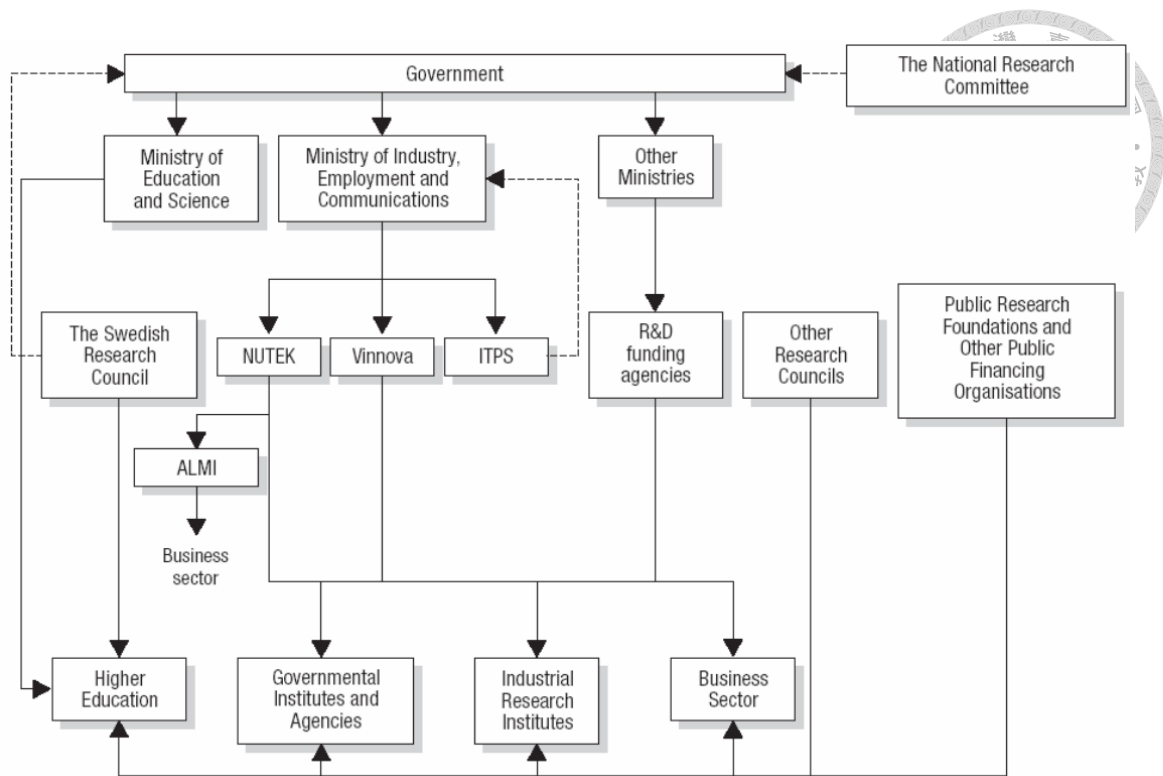 Government
The National Research
Committee
Ministry of
Education
and Science
Ministry of Industry,
Employment and
Communications
Other
Ministries
The Swedish
Research
Council
NUTEK
Vinnova
ITPS
R&D
funding
agencies
Other
Research
Councils
Public Research
Foundations and
Other Public
Financing
Organisations
ALMI
Business
sector
Higher
Education
Governmental
Institutes and
Agencies
Industrial
Research
Institutes
Business
Sector